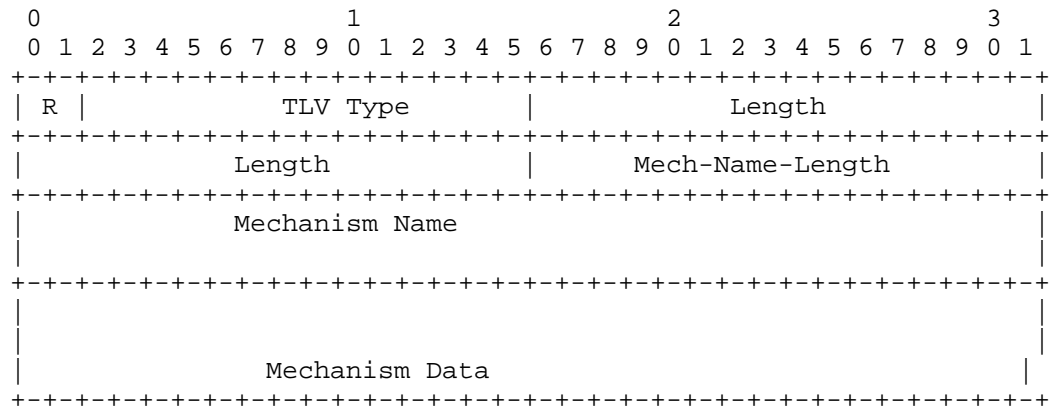 0                   1                   2                   3
 0 1 2 3 4 5 6 7 8 9 0 1 2 3 4 5 6 7 8 9 0 1 2 3 4 5 6 7 8 9 0 1
+-+-+-+-+-+-+-+-+-+-+-+-+-+-+-+-+-+-+-+-+-+-+-+-+-+-+-+-+-+-+-+-+
| R |            TLV Type       |            Length             |
+-+-+-+-+-+-+-+-+-+-+-+-+-+-+-+-+-+-+-+-+-+-+-+-+-+-+-+-+-+-+-+-+
|             Length            |      Mech-Name-Length         |
+-+-+-+-+-+-+-+-+-+-+-+-+-+-+-+-+-+-+-+-+-+-+-+-+-+-+-+-+-+-+-+-+
|             Mechanism Name                                    |
|                                                               |
+-+-+-+-+-+-+-+-+-+-+-+-+-+-+-+-+-+-+-+-+-+-+-+-+-+-+-+-+-+-+-+-+
|                                                               |
|                                                               |
|               Mechanism Data                                 |
+-+-+-+-+-+-+-+-+-+-+-+-+-+-+-+-+-+-+-+-+-+-+-+-+-+-+-+-+-+-+-+-+